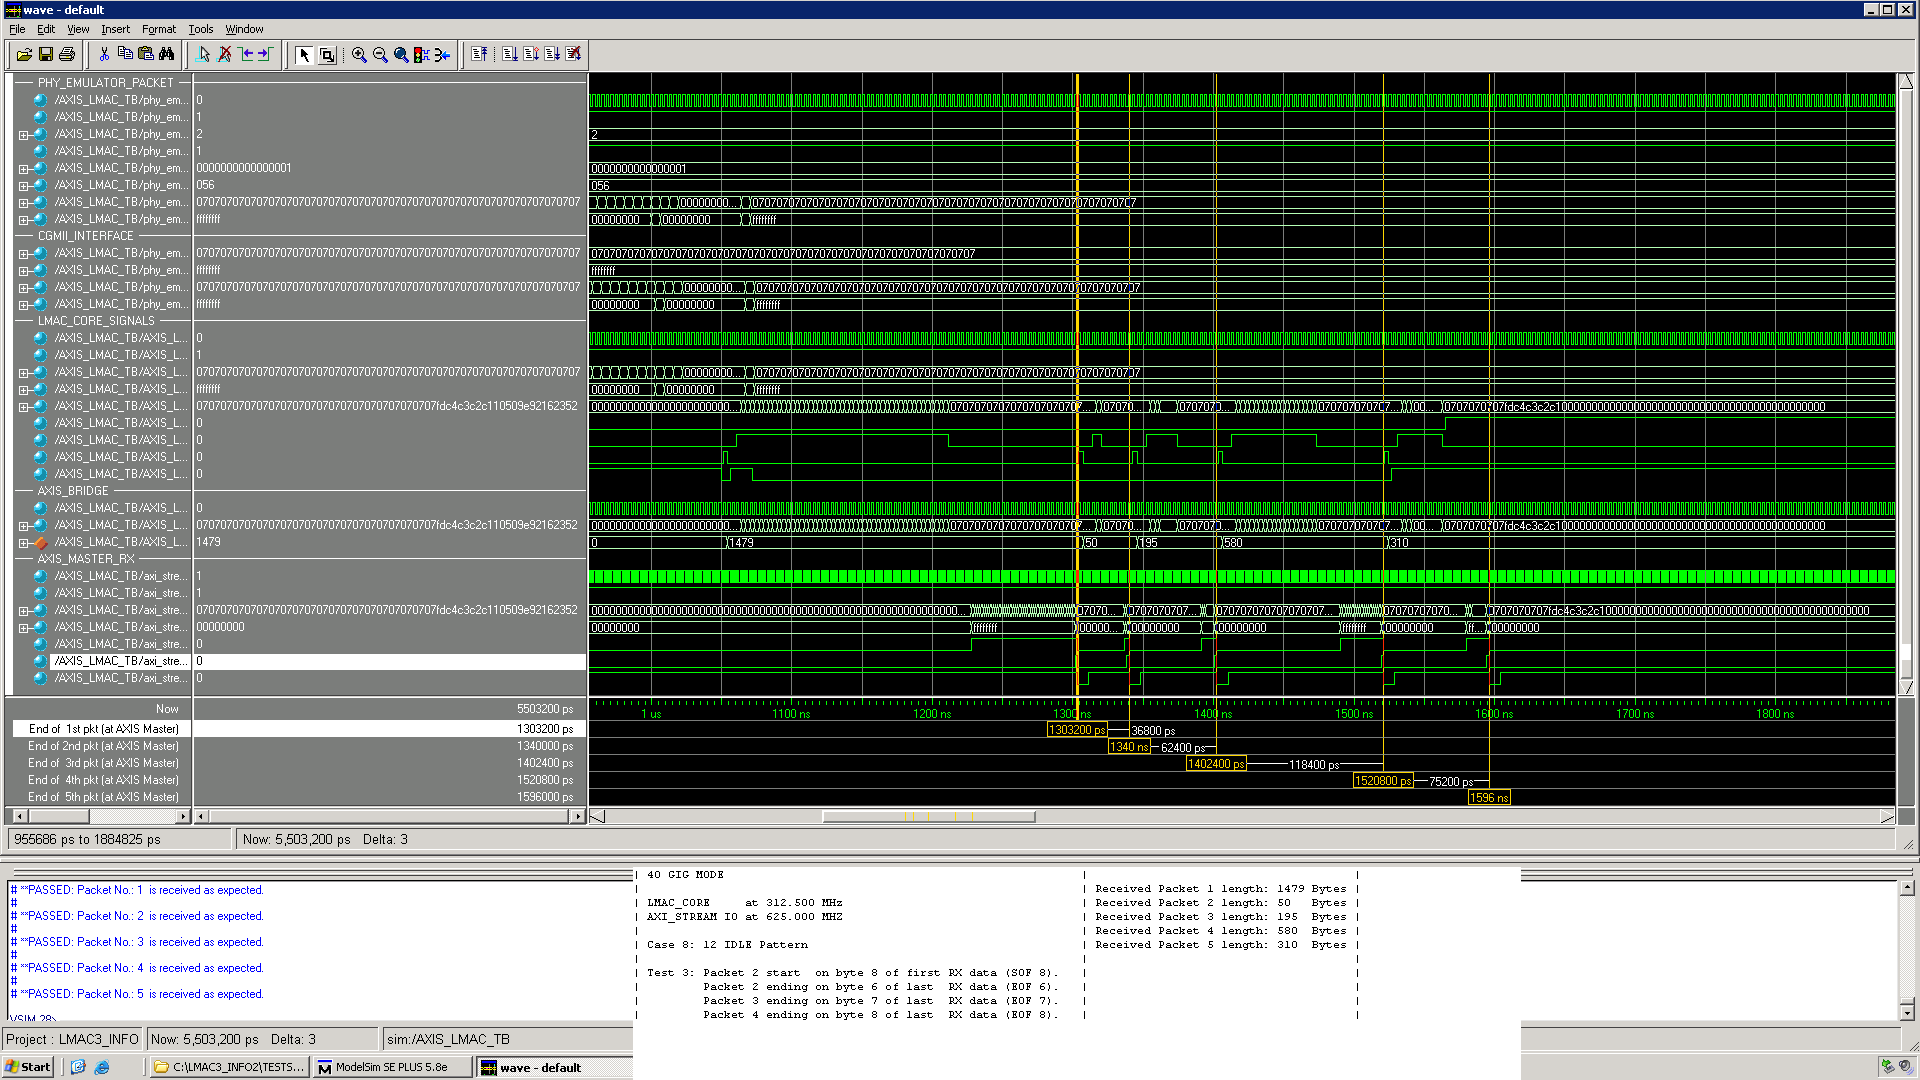 wave - default
File Edit View Insert Format Tools Window
PHY_EMULATOR_PACKET
/AXIS_LMAC_TB/phy_em... 0
/AXIS_LMAC_TB/phy_em... 1
/AXIS_LMAC_TB/phy_em... 2 2
/AXIS_LMAC_TB/phy_em... 1
/AXIS_LMAC_TB/phy_em... 0000000000000001 0000000000000001
/AXIS_LMAC_TB/phy_em... 056 056
/AXIS_LMAC_TB/phy_em... 0707070707070707070707070707070707070707070707070707070707070707 00000000...
/AXIS_LMAC_TB/phy_em... ffffffff 00000000 00000000 ffffffff
CGMII_INTERFACE
/AXIS_LMAC_TB/phy_em... 0707070707070707070707070707070707070707070707070707070707070707 0707070707070707070707070707070707070707070707070707070707070707
/AXIS_LMAC_TB/phy_em... ffffffff ffffffff
/AXIS_LMAC_TB/phy_em... 0707070707070707070707070707070707070707070707070707070707070707 00000000...
/AXIS_LMAC_TB/phy_em... ffffffff 00000000 00000000 ffffffff
LMAC_CORE_SIGNALS
/AXIS_LMAC_TB/AXIS_L... 0
/AXIS_LMAC_TB/AXIS_L... 1
/AXIS_LMAC_TB/AXIS_L... 0707070707070707070707070707070707070707070707070707070707070707 00000000...
/AXIS_LMAC_TB/AXIS_L... ffffffff 00000000 00000000 ffffffff
/AXIS_LMAC_TB/AXIS_L... 0707070707070707070707070707070707070707fdc4c3c2c110509e92162352
/AXIS_LMAC_TB/AXIS_L... 0
/AXIS_LMAC_TB/AXIS_L... 0
/AXIS_LMAC_TB/AXIS_L... 0
/AXIS_LMAC_TB/AXIS_L... 0
AXIS_BRIDGE
/AXIS_LMAC_TB/AXIS_L... 0
/AXIS_LMAC_TB/AXIS_L... 0707070707070707070707070707070707070707fdc4c3c2c110509e92162352
/AXIS_LMAC_TB/AXIS_L... 1479 0 1479 50 195 580 310
AXIS_MASTER_RX
/AXIS_LMAC_TB/axi_stre... 1
/AXIS_LMAC_TB/axi_stre... 1
/AXIS_LMAC_TB/axi_stre... 0707070707070707070707070707070707070707fdc4c3c2c110509e92162352
/AXIS_LMAC_TB/axi_stre... 00000000 00000000 ffffffff 00000... 00000000 00000000 ffffffff 00000000 ff... 00000000
/AXIS_LMAC_TB/axi_stre... 0
/AXIS_LMAC_TB/axi_stre... 0
/AXIS_LMAC_TB/axi_stre... 0
Now 5503200 ps 1 us 1100 ns 1200 ns 1300 ns 1400 ns 1500 ns 1600 ns 1700 ns 1800 ns
End of 1st pkt (at AXIS Master) 1303200 ps 1303200 ps 36800 ps
End of 2nd pkt (at AXIS Master) 1340000 ps 1340 ns 62400 ps
End of 3rd pkt (at AXIS Master) 1402400 ps 1402400 ps 118400 ps
End of 4th pkt (at AXIS Master) 1520800 ps 1520800 ps 75200 ps
End of 5th pkt (at AXIS Master) 1596000 ps 1596 ns
955686 ps to 1884825 ps Now: 5,503,200 ps Delta: 3
# **PASSED: Packet No.: 1 is received as expected.
#
# **PASSED: Packet No.: 2 is received as expected.
#
# **PASSED: Packet No.: 3 is received as expected.
#
# **PASSED: Packet No.: 4 is received as expected.
#
# **PASSED: Packet No.: 5 is received as expected.
VSIM 28>
| 40 GIG MODE | |
| | Received Packet 1 length: 1479 Bytes |
| LMAC_CORE at 312.500 MHz | Received Packet 2 length: 50 Bytes |
| AXI_STREAM IO at 625.000 MHZ | Received Packet 3 length: 195 Bytes |
| | Received Packet 4 length: 580 Bytes |
| Case 8: 12 IDLE Pattern | Received Packet 5 length: 310 Bytes |
| Test 3: Packet 2 start on byte 8 of first RX data (SOF 8). | |
| Packet 2 ending on byte 6 of last RX data (EOF 6). | |
| Packet 3 ending on byte 7 of last RX data (EOF 7). | |
| Packet 4 ending on byte 8 of last RX data (EOF 8). | |
Project : LMAC3_INFO Now: 5,503,200 ps Delta: 3 sim:/AXIS_LMAC_TB
Start C:\LMAC3_INFO2\TESTS... ModelSim SE PLUS 5.8e wave - default